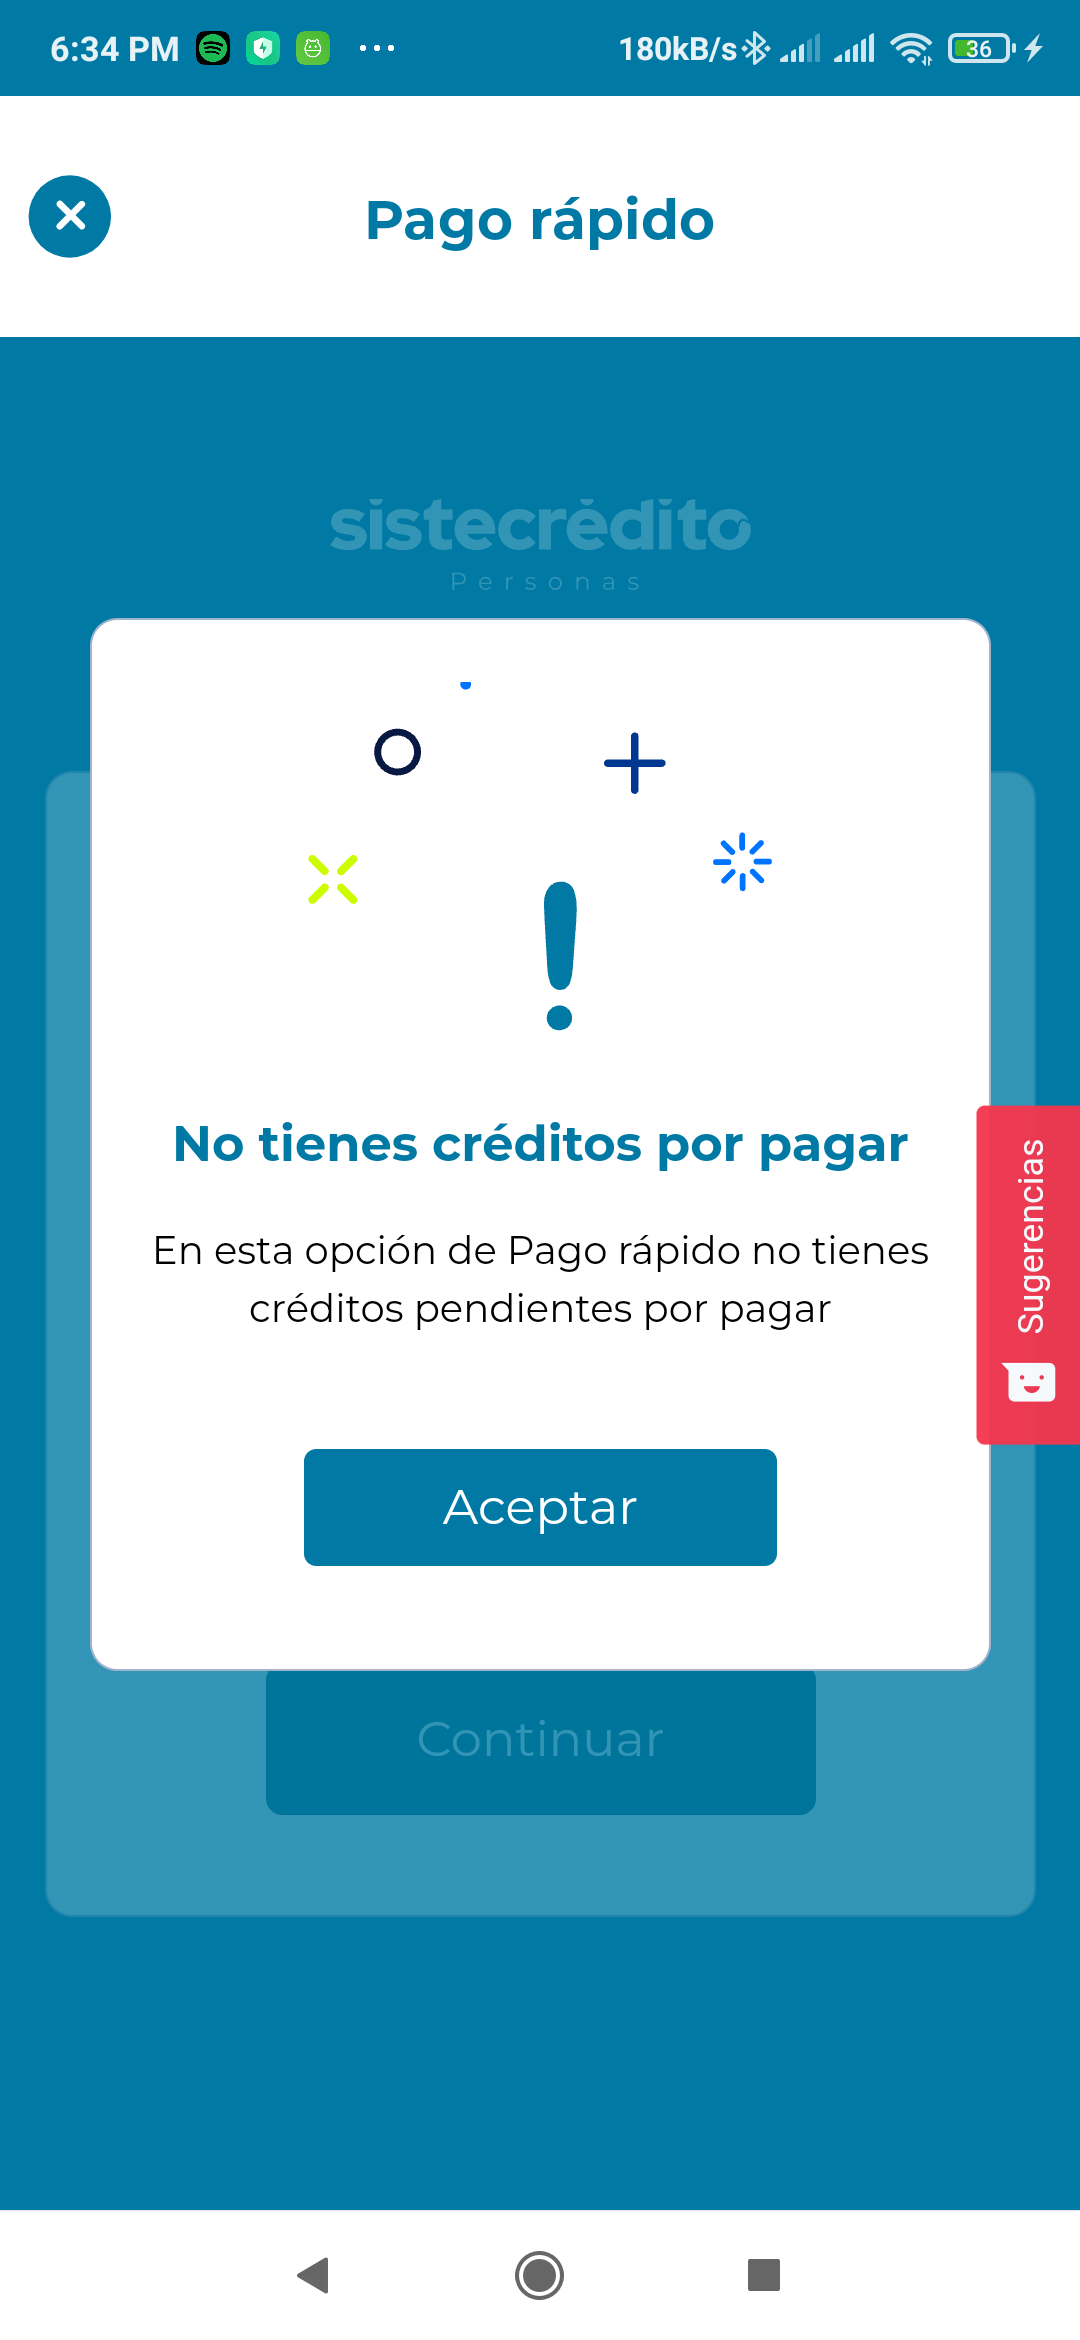 6:34 PM
180kB/s
36
Pago rápido
sistecrédito
Personas
No tienes créditos por pagar
En esta opción de Pago rápido no tienes
créditos pendientes por pagar
Sugerencias
Aceptar
Continuar